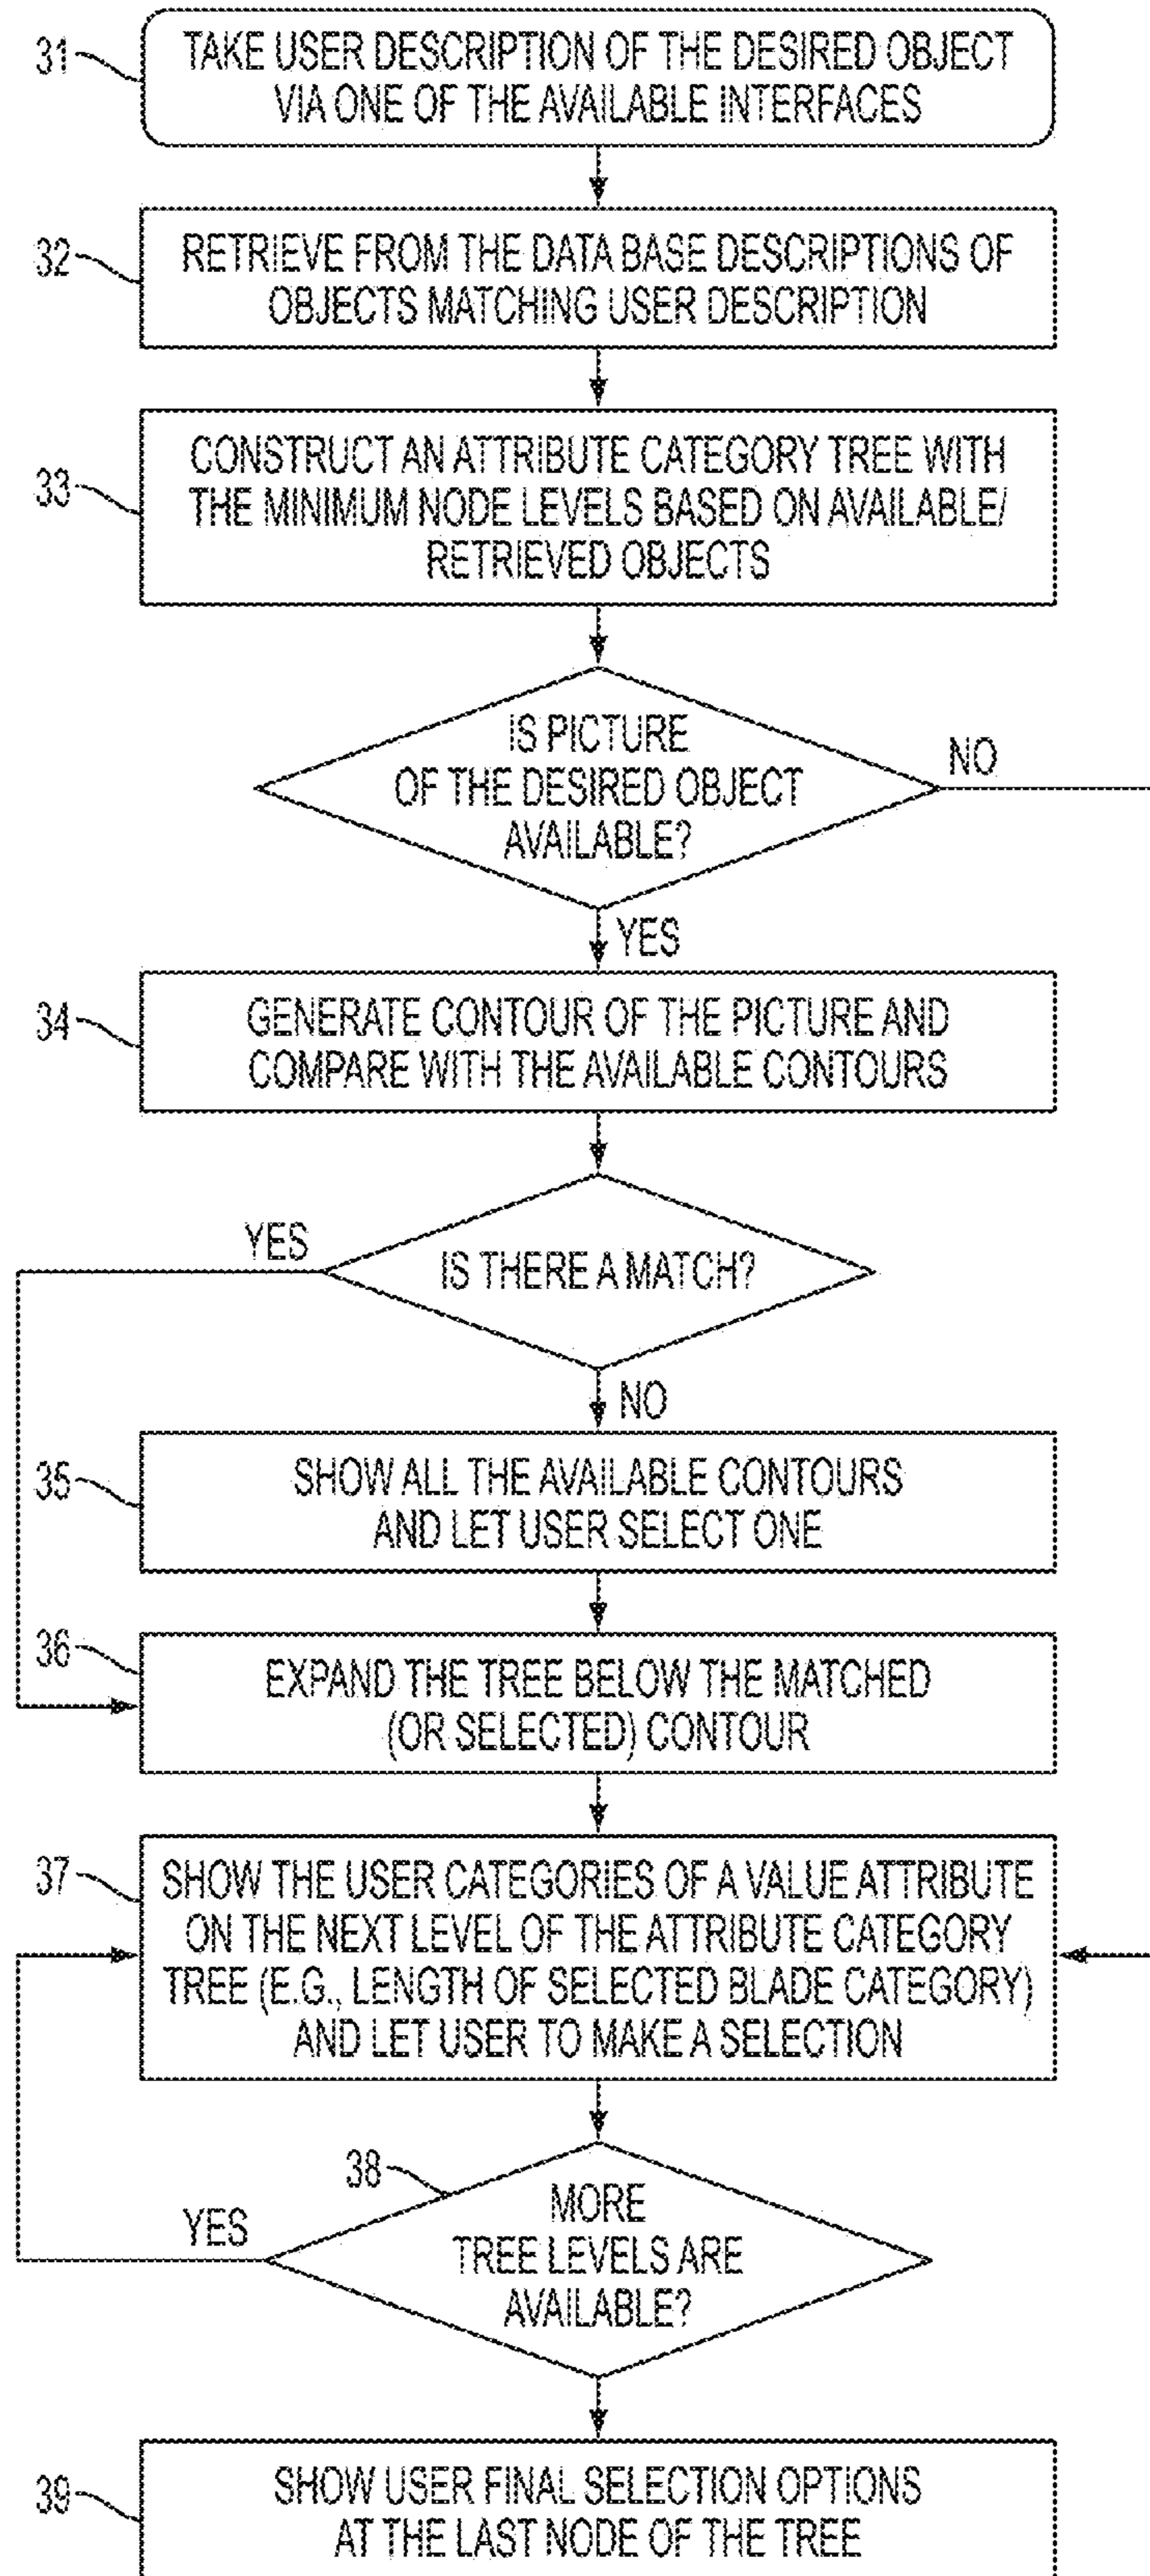 31
TAKE USER DESCRIPTION OF THE DESIRED OBJECT
VIA ONE OF THE AVAILABLE INTERFACES
32
RETRIEVE FROM THE DATA BASE DESCRIPTIONS OF
OBJECTS MATCHING USER DESCRIPTION
33
CONSTRUCT AN ATTRIBUTE CATEGORY TREE WITH
THE MINIMUM NODE LEVELS BASED ON AVAILABLE/
RETRIEVED OBJECTS
IS PICTURE
OF THE DESIRED OBJECT
AVAILABLE?
NO
YES
34
GENERATE CONTOUR OF THE PICTURE AND
COMPARE WITH THE AVAILABLE CONTOURS
YES
IS THERE A MATCH?
NO
35
SHOW ALL THE AVAILABLE CONTOURS
AND LET USER SELECT ONE
36
EXPAND THE TREE BELOW THE MATCHED
(OR SELECTED) CONTOUR
37
SHOW THE USER CATEGORIES OF A VALUE ATTRIBUTE
ON THE NEXT LEVEL OF THE ATTRIBUTE CATEGORY
TREE (E.G., LENGTH OF SELECTED BLADE CATEGORY)
AND LET USER TO MAKE A SELECTION
38
YES
MORE
TREE LEVELS ARE
AVAILABLE?
39
SHOW USER FINAL SELECTION OPTIONS
AT THE LAST NODE OF THE TREE